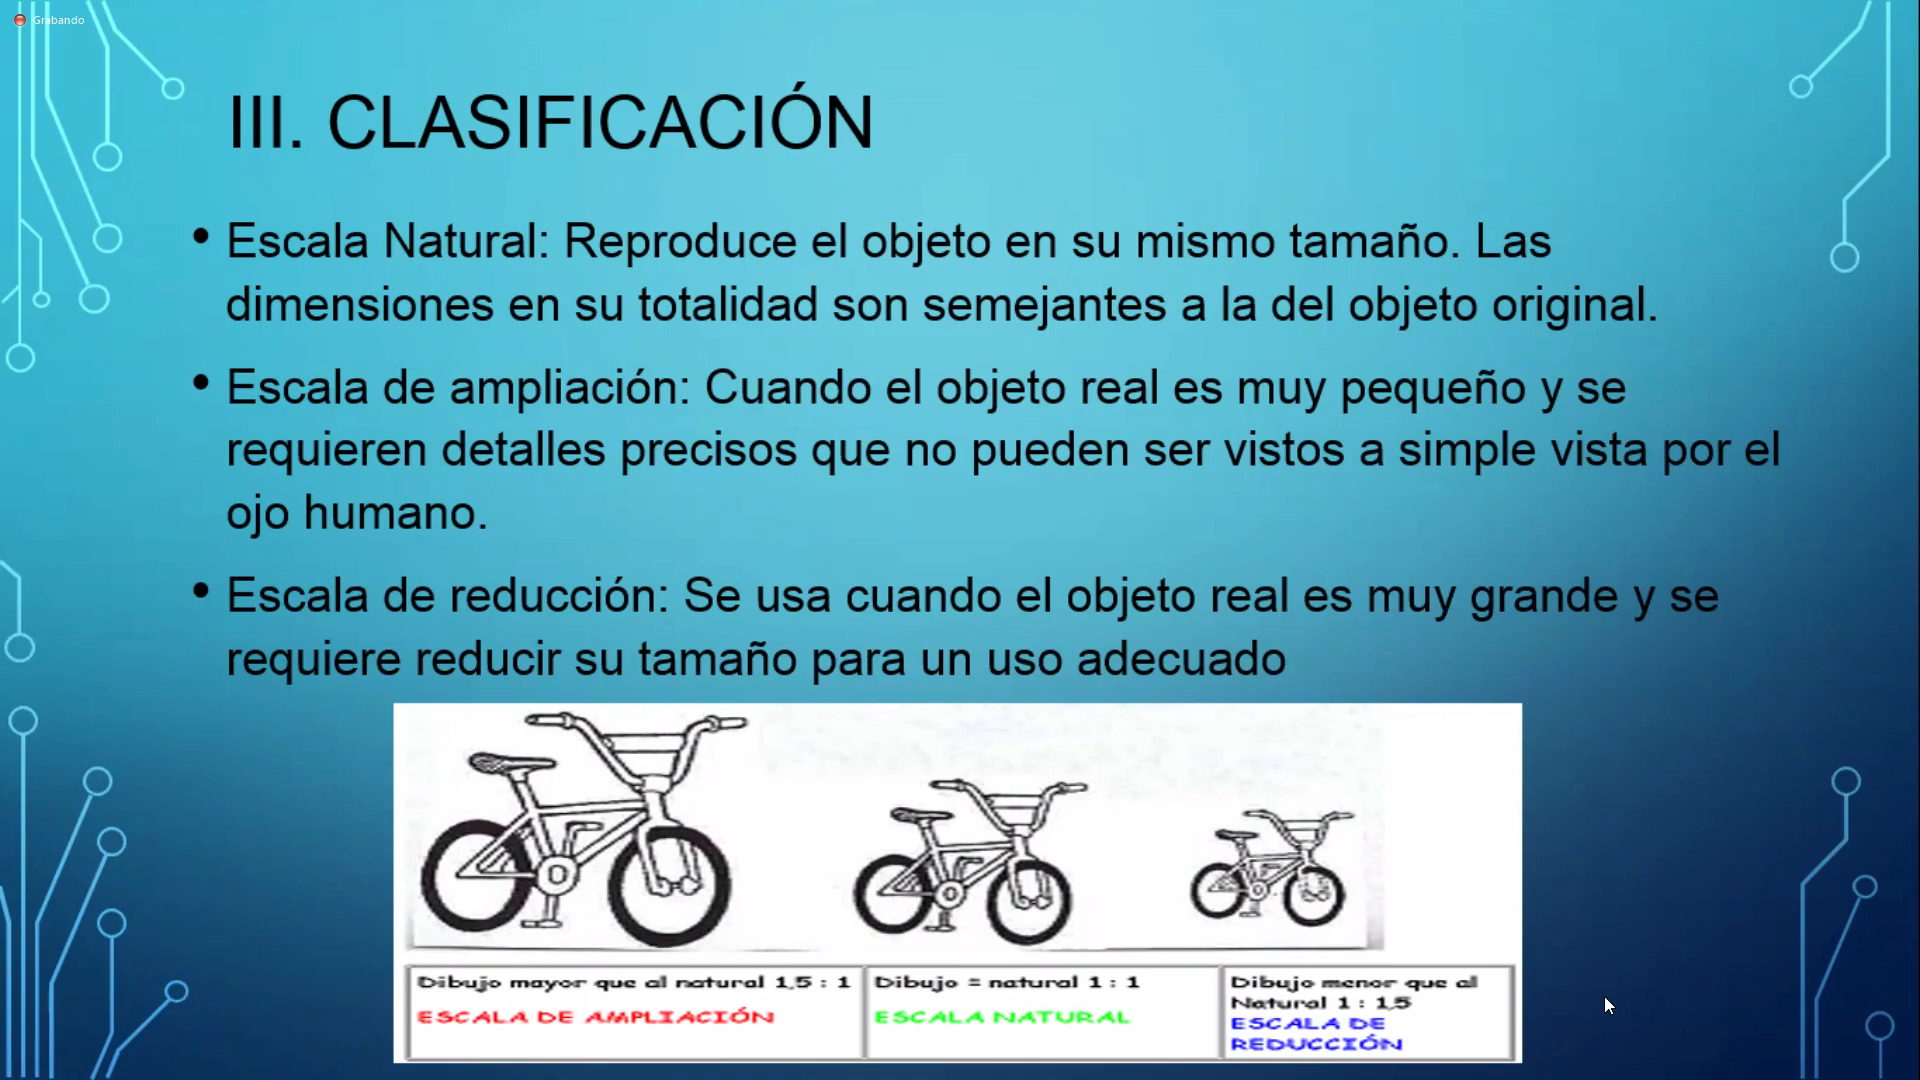 Grabando
III. CLASIFICACIÓN
• Escala Natural: Reproduce el objeto en su mismo tamaño. Las
dimensiones en su totalidad son semejantes a la del objeto original.
• Escala de ampliación: Cuando el objeto real es muy pequeño y se
requieren detalles precisos que no pueden ser vistos a simple vista por el
ojo humano.
• Escala de reducción: Se usa cuando el objeto real es muy grande y se
requiere reducir su tamaño para un uso adecuado
Dibujo mayor que al natural 1,5 : 1
ESCALA DE AMPLIACIÓN
Dibujo = natural 1 : 1
ESCALA NATURAL
Dibujo menor que al
Natural 1 : 1,5
ESCALA DE
REDUCCIÓN